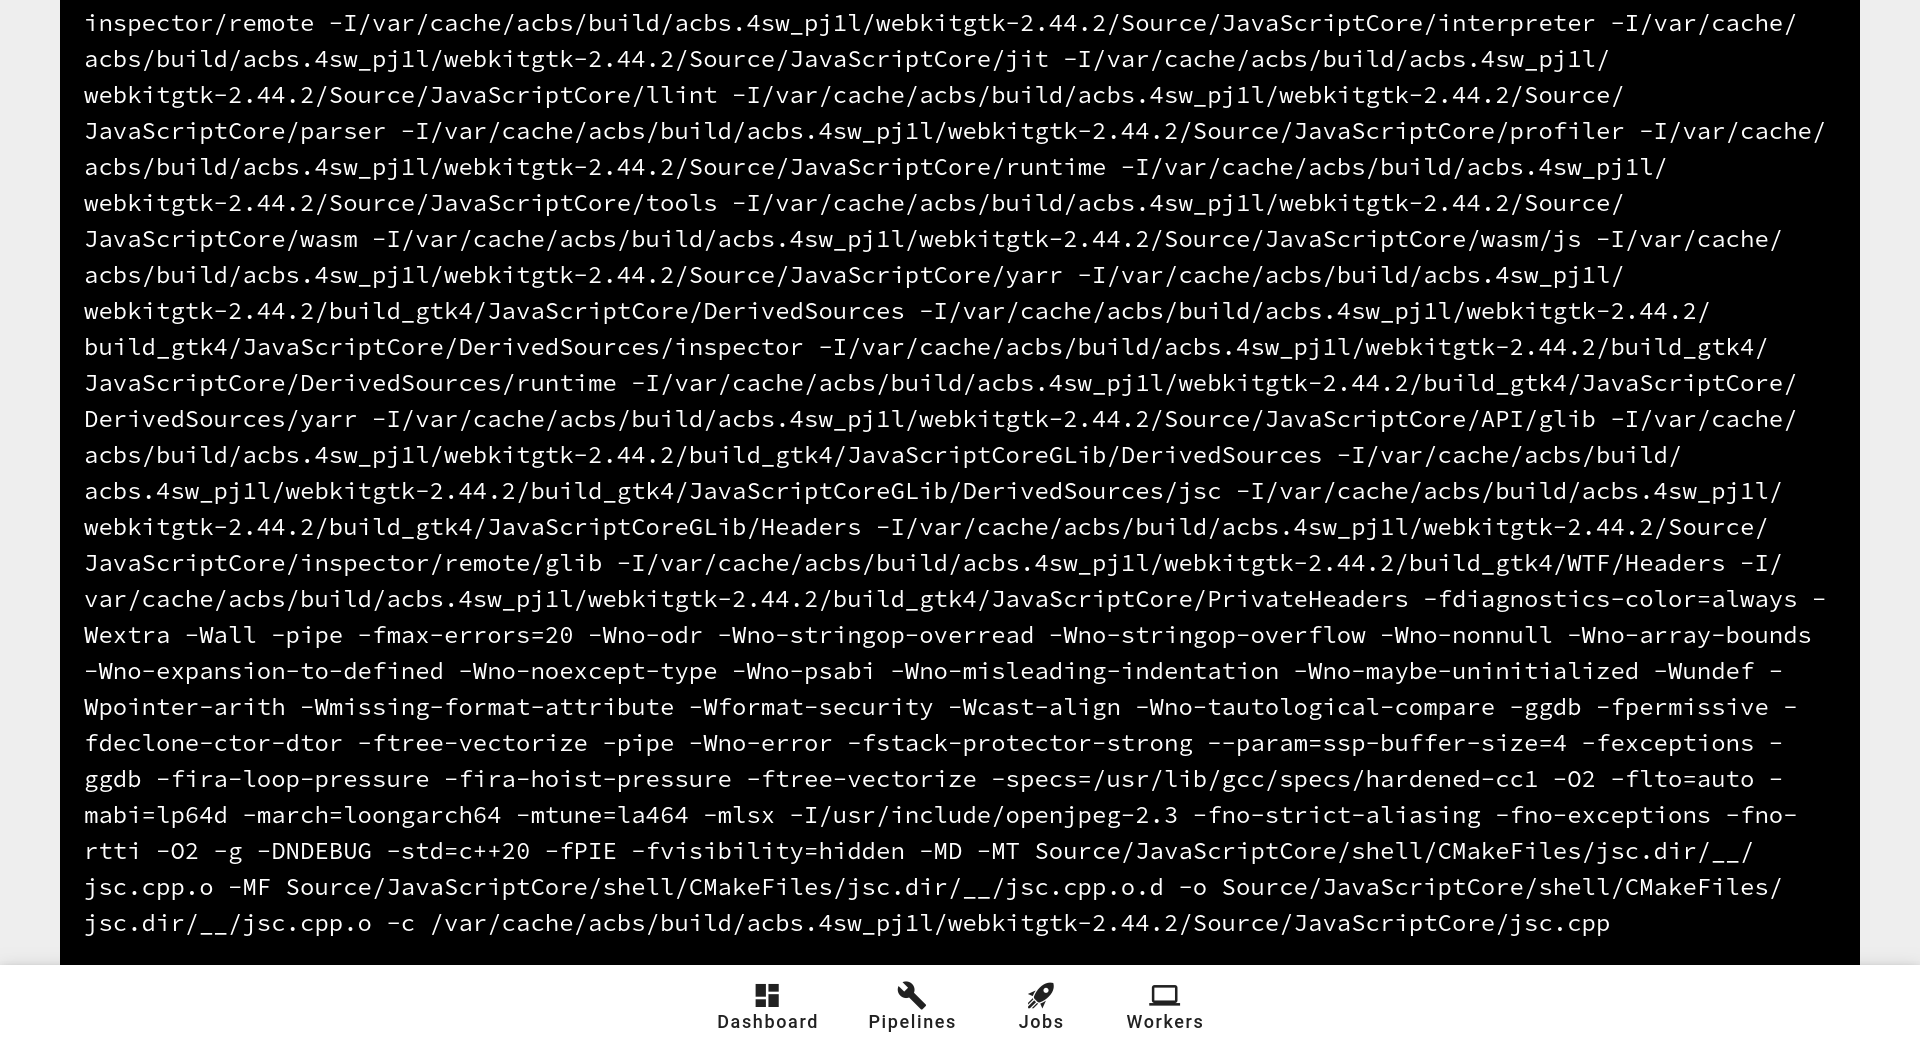 inspector/remote -I/var/cache/acbs/build/acbs.4sw_pj1l/webkitgtk-2.44.2/Source/JavaScriptCore/interpreter -I/var/cache/
acbs/build/acbs.4sw_pj1l/webkitgtk-2.44.2/Source/JavaScriptCore/jit -I/var/cache/acbs/build/acbs.4sw_pj1l/
webkitgtk-2.44.2/Source/JavaScriptCore/llint -I/var/cache/acbs/build/acbs.4sw_pj1l/webkitgtk-2.44.2/Source/
JavaScriptCore/parser -I/var/cache/acbs/build/acbs.4sw_pj1l/webkitgtk-2.44.2/Source/JavaScriptCore/profiler -I/var/cache/
acbs/build/acbs.4sw_pj1l/webkitgtk-2.44.2/Source/JavaScriptCore/runtime -I/var/cache/acbs/build/acbs.4sw_pj1l/
webkitgtk-2.44.2/Source/JavaScriptCore/tools -I/var/cache/acbs/build/acbs.4sw_pj1l/webkitgtk-2.44.2/Source/
JavaScriptCore/wasm -I/var/cache/acbs/build/acbs.4sw_pj1l/webkitgtk-2.44.2/Source/JavaScriptCore/wasm/js -I/var/cache/
acbs/build/acbs.4sw_pj1l/webkitgtk-2.44.2/Source/JavaScriptCore/yarr -I/var/cache/acbs/build/acbs.4sw_pj1l/
webkitgtk-2.44.2/build_gtk4/JavaScriptCore/DerivedSources -I/var/cache/acbs/build/acbs.4sw_pj1l/webkitgtk-2.44.2/
build_gtk4/JavaScriptCore/DerivedSources/inspector -I/var/cache/acbs/build/acbs.4sw_pj1l/webkitgtk-2.44.2/build_gtk4/
JavaScriptCore/DerivedSources/runtime -I/var/cache/acbs/build/acbs.4sw_pj1l/webkitgtk-2.44.2/build_gtk4/JavaScriptCore/
DerivedSources/yarr -I/var/cache/acbs/build/acbs.4sw_pj1l/webkitgtk-2.44.2/Source/JavaScriptCore/API/glib -I/var/cache/
acbs/build/acbs.4sw_pj1l/webkitgtk-2.44.2/build_gtk4/JavaScriptCoreGLib/DerivedSources -I/var/cache/acbs/build/
acbs.4sw_pj1l/webkitgtk-2.44.2/build_gtk4/JavaScriptCoreGLib/DerivedSources/jsc -I/var/cache/acbs/build/acbs.4sw_pj1l/
webkitgtk-2.44.2/build_gtk4/JavaScriptCoreGLib/Headers -I/var/cache/acbs/build/acbs.4sw_pj1l/webkitgtk-2.44.2/Source/
JavaScriptCore/inspector/remote/glib -I/var/cache/acbs/build/acbs.4sw_pj1l/webkitgtk-2.44.2/build_gtk4/WTF/Headers -I/
var/cache/acbs/build/acbs.4sw_pj1l/webkitgtk-2.44.2/build_gtk4/JavaScriptCore/PrivateHeaders -fdiagnostics-color=always -
Wextra -Wall -pipe -fmax-errors=20 -Wno-odr -Wno-stringop-overread -Wno-stringop-overflow -Wno-nonnull -Wno-array-bounds
-Wno-expansion-to-defined -Wno-noexcept-type -Wno-psabi -Wno-misleading-indentation -Wno-maybe-uninitialized -Wundef -
Wpointer-arith -Wmissing-format-attribute -Wformat-security -Wcast-align -Wno-tautological-compare -ggdb -fpermissive -
fdeclone-ctor-dtor -ftree-vectorize -pipe -Wno-error -fstack-protector-strong --param=ssp-buffer-size=4 -fexceptions -
ggdb -fira-loop-pressure -fira-hoist-pressure -ftree-vectorize -specs=/usr/lib/gcc/specs/hardened-cc1 -O2 -flto=auto -
mabi=lp64d -march=loongarch64 -mtune=la464 -mlsx -I/usr/include/openjpeg-2.3 -fno-strict-aliasing -fno-exceptions -fno-
rtti -O2 -g -DNDEBUG -std=c++20 -fPIE -fvisibility=hidden -MD -MT Source/JavaScriptCore/shell/CMakeFiles/jsc.dir/__/
jsc.cpp.o -MF Source/JavaScriptCore/shell/CMakeFiles/jsc.dir/__/jsc.cpp.o.d -o Source/JavaScriptCore/shell/CMakeFiles/
jsc.dir/__/jsc.cpp.o -c /var/cache/acbs/build/acbs.4sw_pj1l/webkitgtk-2.44.2/Source/JavaScriptCore/jsc.cpp
Dashboard Pipelines Jobs Workers